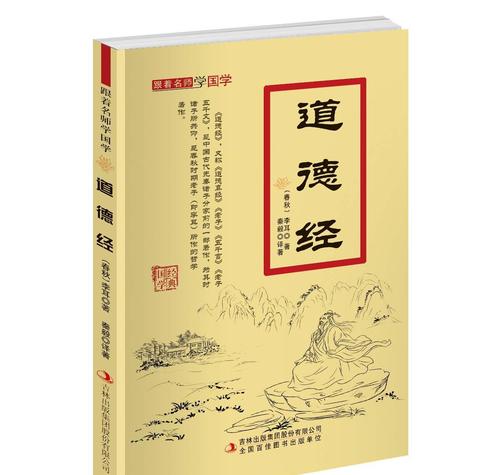 跟着名师学国学
道德经
（春秋）李耳◎著
秦毅◎译著
吉林出版集团股份有限公司
跟着名师学国学
道德经
（春秋）李耳 著
秦毅◎译著
《道德经》，又称《道德真经》《老子》《五千言》《老子
五千文》，是中国古代先秦诸子分家前的一部著作，为其时
诸子所共仰，是春秋时期老子（即李耳）所作的哲学
著作。
经典
国学
吉林出版集团股份有限公司
全国百佳图书出版单位